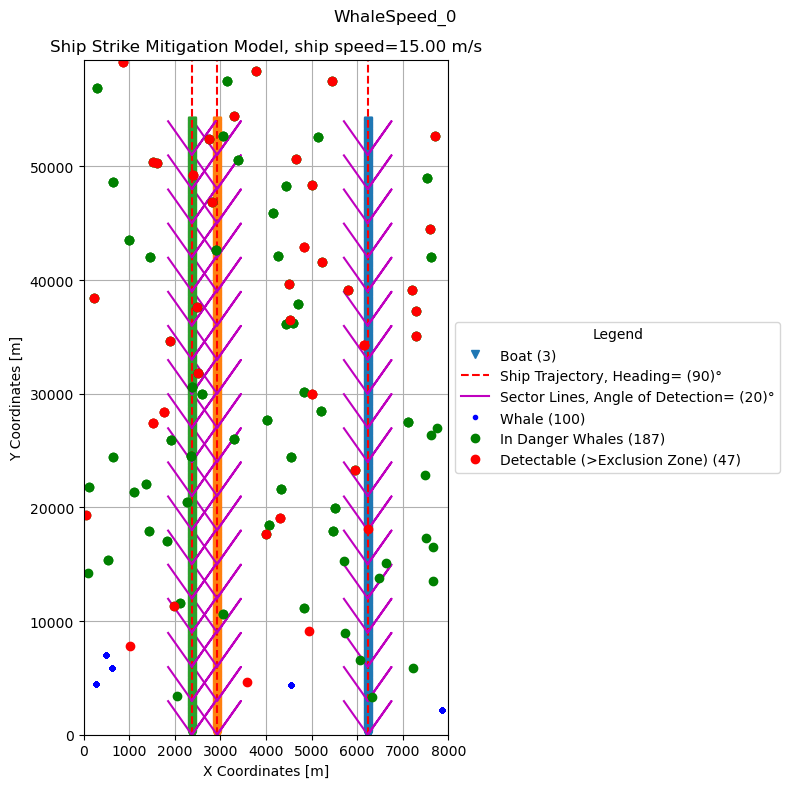 WhaleSpeed_0
Ship Strike Mitigation Model, ship speed=15.00 m/s
50000
40000
30000
20000
10000
0
Y Coordinates [m]
0 1000 2000 3000 4000 5000 6000 7000 8000
X Coordinates [m]
Legend
Boat (3)
Ship Trajectory, Heading= (90)°
Sector Lines, Angle of Detection= (20)°
Whale (100)
In Danger Whales (187)
Detectable (>Exclusion Zone) (47)